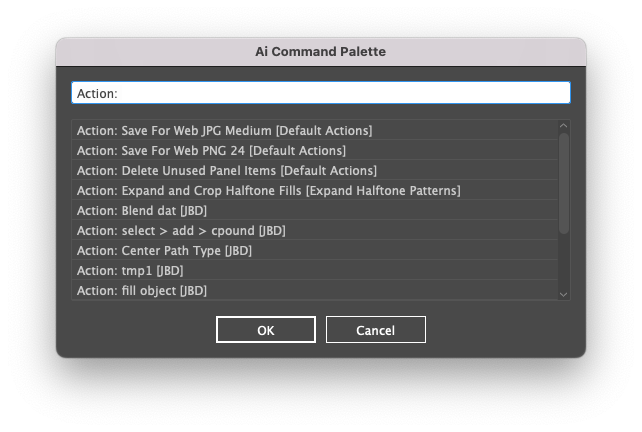 Ai Command Palette
Action:
Action: Save For Web JPG Medium [Default Actions]
Action: Save For Web PNG 24 [Default Actions]
Action: Delete Unused Panel Items [Default Actions]
Action: Expand and Crop Halftone Fills [Expand Halftone Patterns]
Action: Blend dat [JBD]
Action: select > add > cpound [JBD]
Action: Center Path Type [JBD]
Action: tmp1 [JBD]
Action: fill object [JBD]
OK
Cancel